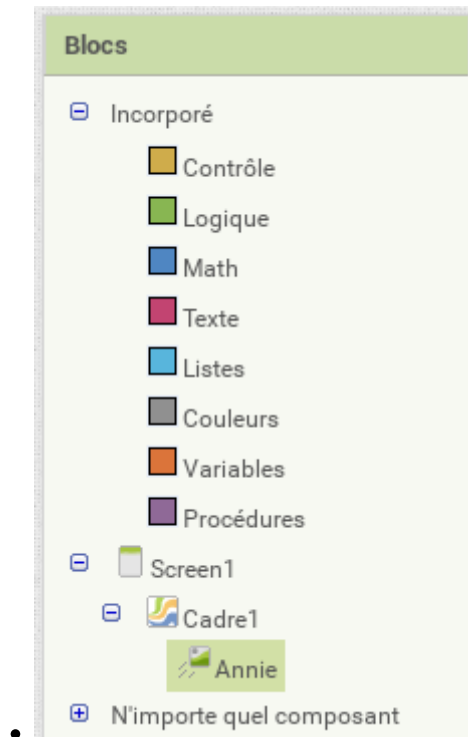 Blocs
Incorporé
Contrôle
Logique
Math
Texte
Listes
Couleurs
Variables
Procédures
Screen1
Cadre1
Annie
N'importe quel composant